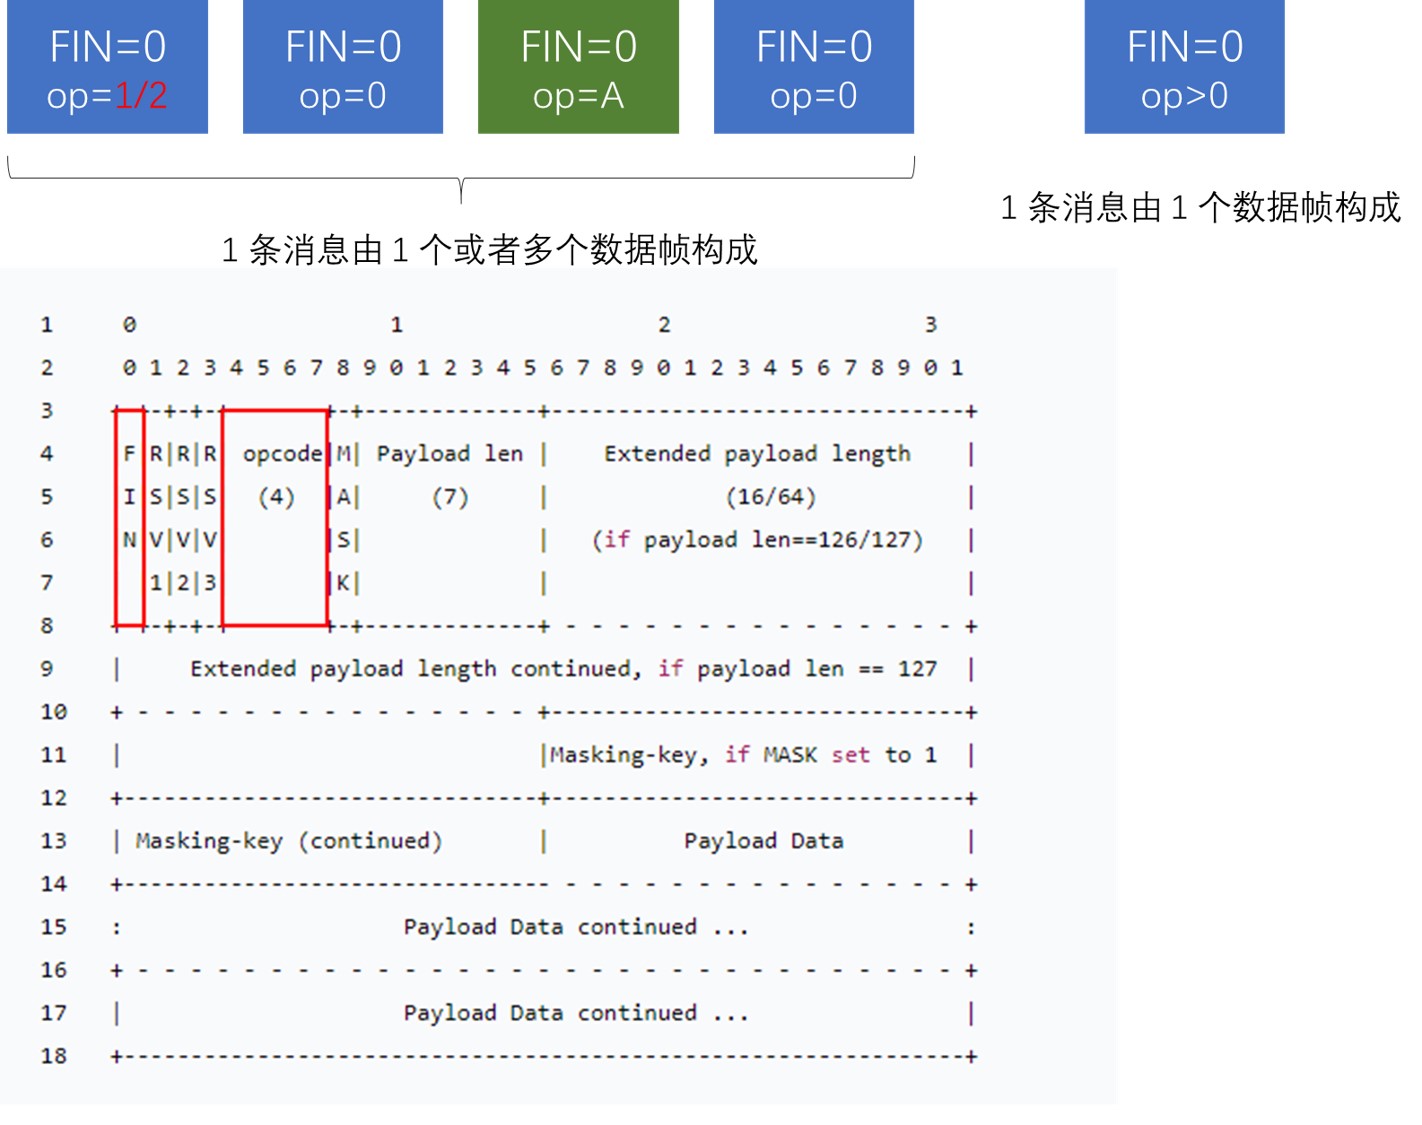 FIN=0 FIN=0 FIN=0 FIN=0 FIN=0
op=1/2 op=0 op=A op=0 op>0
1 条消息由 1 个数据帧构成
1 条消息由 1 个或者多个数据帧构成
1 0 1 2 3
2 0 1 2 3 4 5 6 7 8 9 0 1 2 3 4 5 6 7 8 9 0 1 2 3 4 5 6 7 8 9 0 1
3 +-+-+-+-+-------+-+-------------+-------------------------------+
4 F|R|R|R| opcode|M| Payload len | Extended payload length |
5 I|S|S|S| (4) |A| (7) | (16/64) |
6 N|V|V|V| |S| | (if payload len==126/127) |
7 |1|2|3| |K| | |
8 +-+-+-+-+-------+-+-------------+ - - - - - - - - - - - - - - - +
9 | Extended payload length continued, if payload len == 127 |
10 + - - - - - - - - - - - - - - - +-------------------------------+
11 | |Masking-key, if MASK set to 1 |
12 +-------------------------------+-------------------------------+
13 | Masking-key (continued) | Payload Data |
14 +-------------------------------- - - - - - - - - - - - - - - - +
15 : Payload Data continued ... :
16 + - - - - - - - - - - - - - - - - - - - - - - - - - - - - - - - +
17 | Payload Data continued ... |
18 +---------------------------------------------------------------+